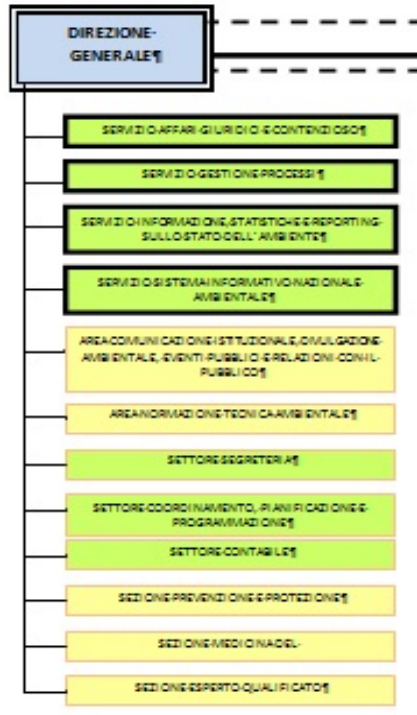 DIREZIONE·
GENERALE¶
SERVIZIO·AFFARI·GIURIDICI·E·CONTENZIOSO¶
SERVIZIO·GESTIONE·PROCESSI¶
SERVIZIO·INFORMAZIONE,·STATISTICHE·E·REPORTING·
SULLO·STATO·DELL'AMBIENTE¶
SERVIZIO·SISTEMA·INFORMATIVO·NAZIONALE·
AMBIENTALE¶
AREA·COMUNICAZIONE·ISTITUZIONALE,·DIVULGAZIONE·
AMBIENTALE,·EVENTI·PUBBLICI·E·RELAZIONI·CON·IL·
PUBBLICO¶
AREA·NORMAZIONE·TECNICA·AMBIENTALE¶
SETTORE·SEGRETERIA¶
SETTORE·COORDINAMENTO,·PIANIFICAZIONE·E·
PROGRAMMAZIONE¶
SETTORE·CONTABILE¶
SEZIONE·PREVENZIONE·E·PROTEZIONE¶
SEZIONE·MEDICINA·DEL·
SEZIONE·ESPERTO·QUALIFICATO¶